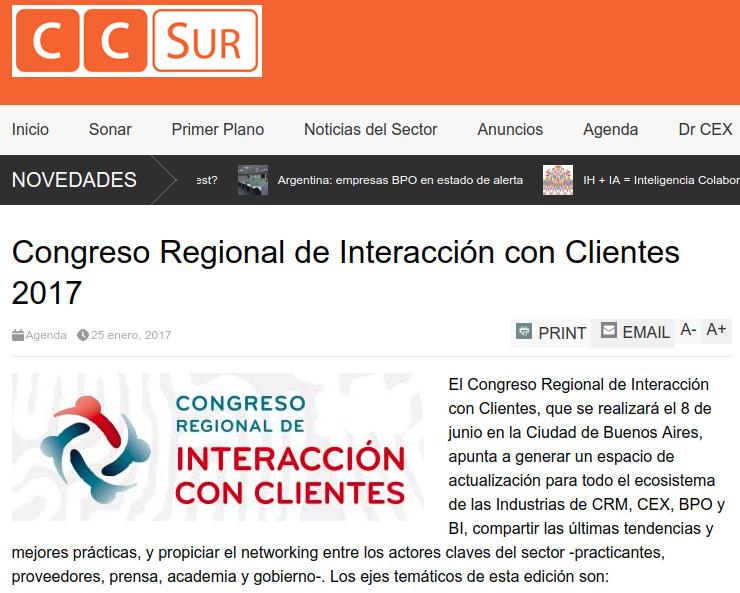 C C SUR
Inicio Sonar Primer Plano Noticias del Sector Anuncios Agenda Dr CEX
NOVEDADES est? Argentina: empresas BPO en estado de alerta IH + IA = Inteligencia Colabor
Congreso Regional de Interacción con Clientes
2017
Agenda 25 enero, 2017 PRINT EMAIL A- A+
CONGRESO
REGIONAL DE
INTERACCIÓN
CON CLIENTES
El Congreso Regional de Interacción
con Clientes, que se realizará el 8 de
junio en la Ciudad de Buenos Aires,
apunta a generar un espacio de
actualización para todo el ecosistema
de las Industrias de CRM, CEX, BPO y
BI, compartir las últimas tendencias y
mejores prácticas, y propiciar el networking entre los actores claves del sector -practicantes,
proveedores, prensa, academia y gobierno-. Los ejes temáticos de esta edición son: